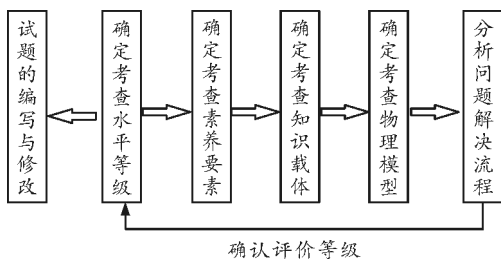 试题的编写与修改
确定考查水平等级
确定考查素养要素
确定考查知识载体
确定考查物理模型
分析问题解决流程
确认评价等级